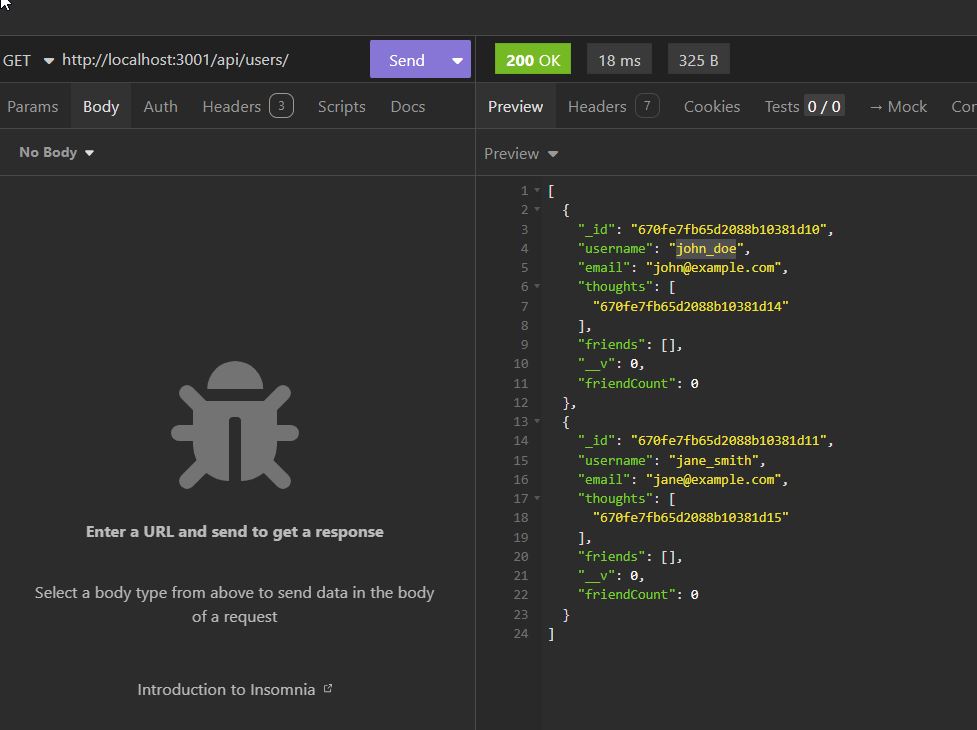 GET http://localhost:3001/api/users/ Send 200 OK 18 ms 325 B
Params Body Auth Headers 3 Scripts Docs Preview Headers 7 Cookies Tests 0 / 0 → Mock Con
No Body
Preview
1 [
2 {
3 "_id": "670fe7fb65d2088b10381d10",
4 "username": "john_doe",
5 "email": "john@example.com",
6 "thoughts": [
7 "670fe7fb65d2088b10381d14"
8 ],
9 "friends": [],
10 "__v": 0,
11 "friendCount": 0
12 },
13 {
14 "_id": "670fe7fb65d2088b10381d11",
15 "username": "jane_smith",
16 "email": "jane@example.com",
17 "thoughts": [
18 "670fe7fb65d2088b10381d15"
19 ],
20 "friends": [],
21 "__v": 0,
22 "friendCount": 0
23 }
24 ]
Enter a URL and send to get a response
Select a body type from above to send data in the body
of a request
Introduction to Insomnia